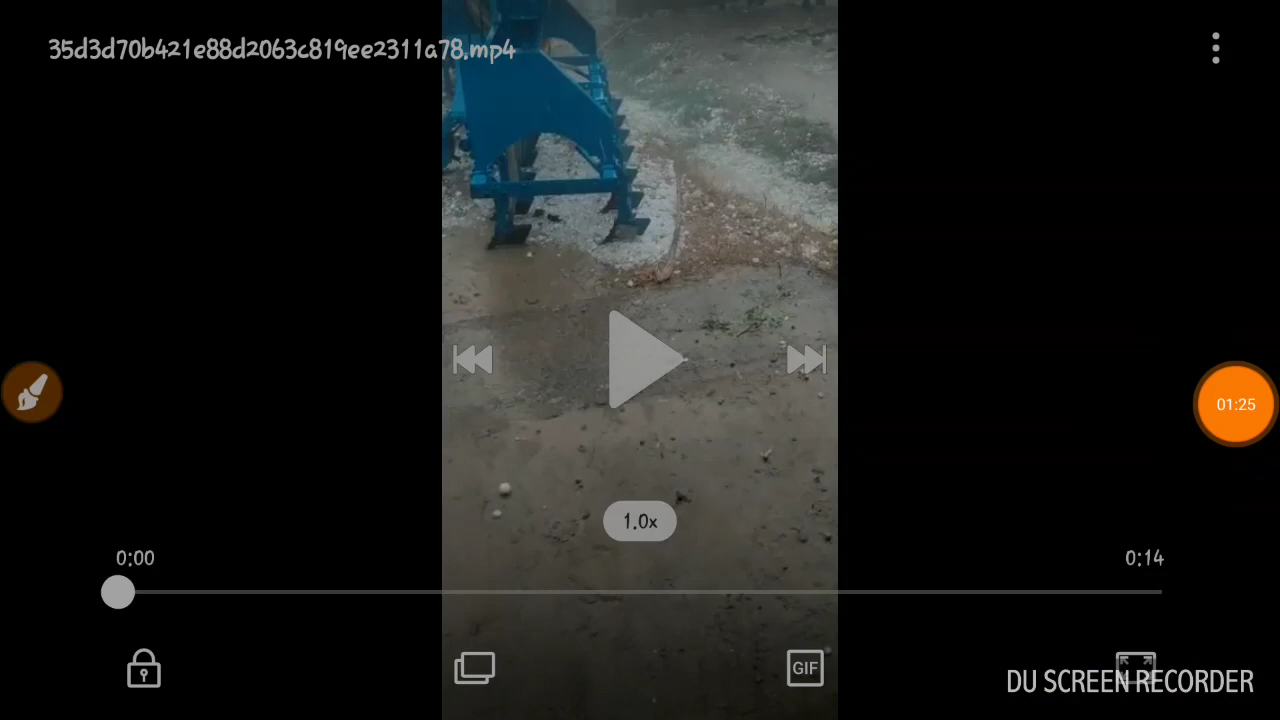 35d3d70b421e88d2063c819ee2311a78.mp4
01:25
1.0x
0:00
0:14
GIF
DU SCREEN RECORDER